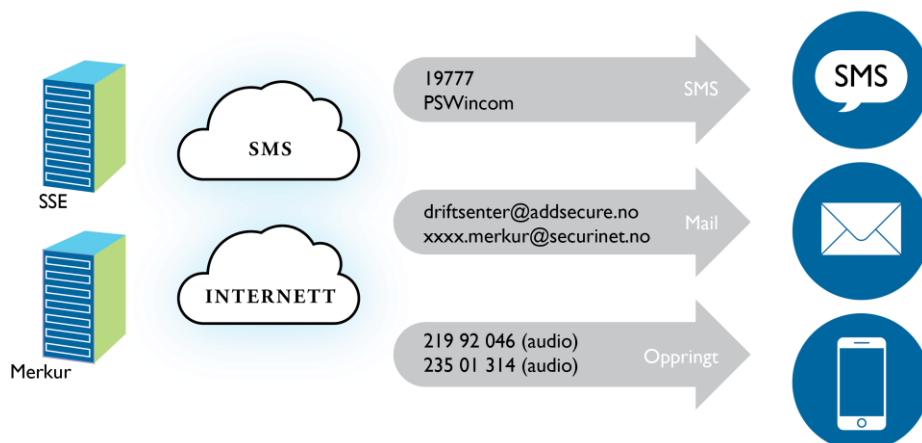 SSE
Merkur
SMS
INTERNETT
19777
PSWincom
SMS
driftsenter@addsecure.no
xxxx.merkur@securinet.no
Mail
219 92 046 (audio)
235 01 314 (audio)
Oppringt
SMS